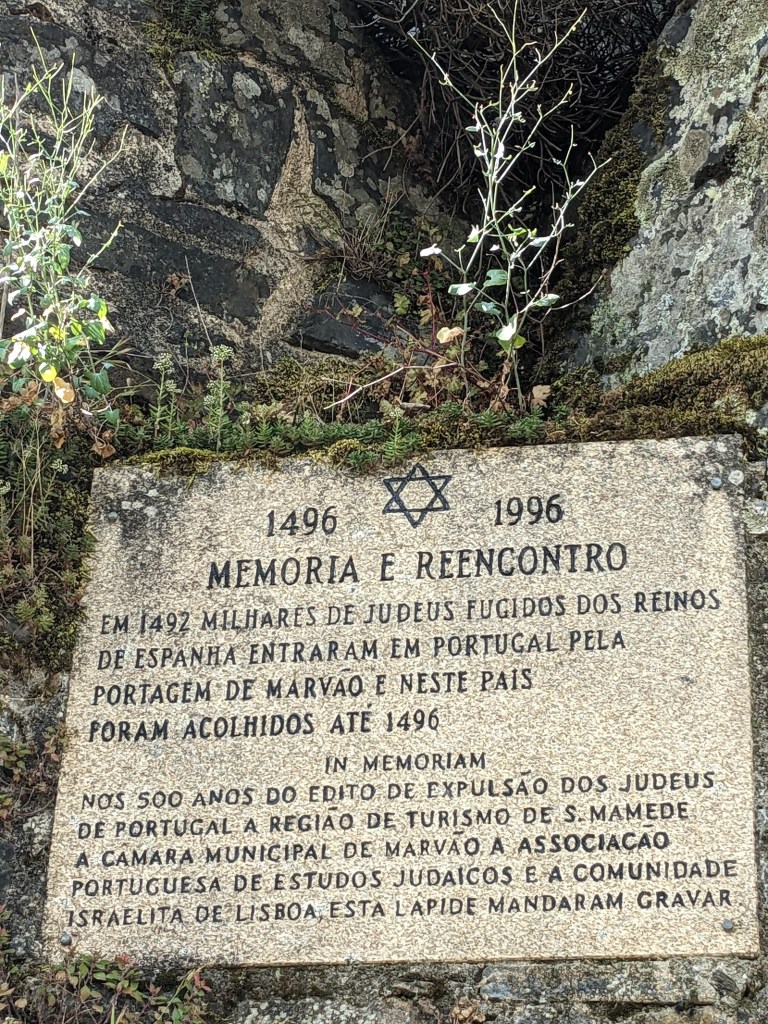 1496 1996
MEMÓRIA E REENCONTRO
EM 1492 MILHARES DE JUDEUS FUGIDOS DOS REINOS
DE ESPANHA ENTRARAM EM PORTUGAL PELA
PORTAGEM DE MARVÃO E NESTE PAÍS
FORAM ACOLHIDOS ATÉ 1496
IN MEMORIAM
NOS 500 ANOS DO EDITO DE EXPULSÃO DOS JUDEUS
DE PORTUGAL A REGIÃO DE TURISMO DE S. MAMEDE
A CAMARA MUNICIPAL DE MARVÃO A ASSOCIAÇÃO
PORTUGUESA DE ESTUDOS JUDAICOS E A COMUNIDADE
ISRAELITA DE LISBOA, ESTA LAPIDE MANDARAM GRAVAR